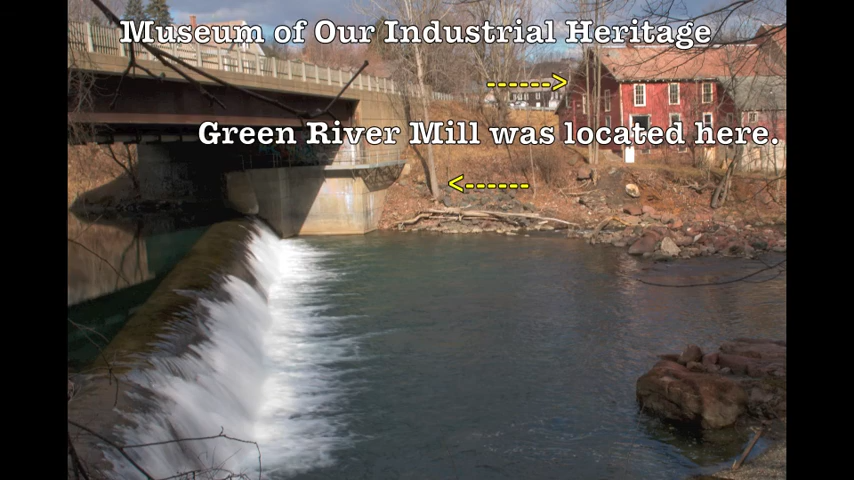 Museum of Our Industrial Heritage
------>
Green River Mill was located here.
<------